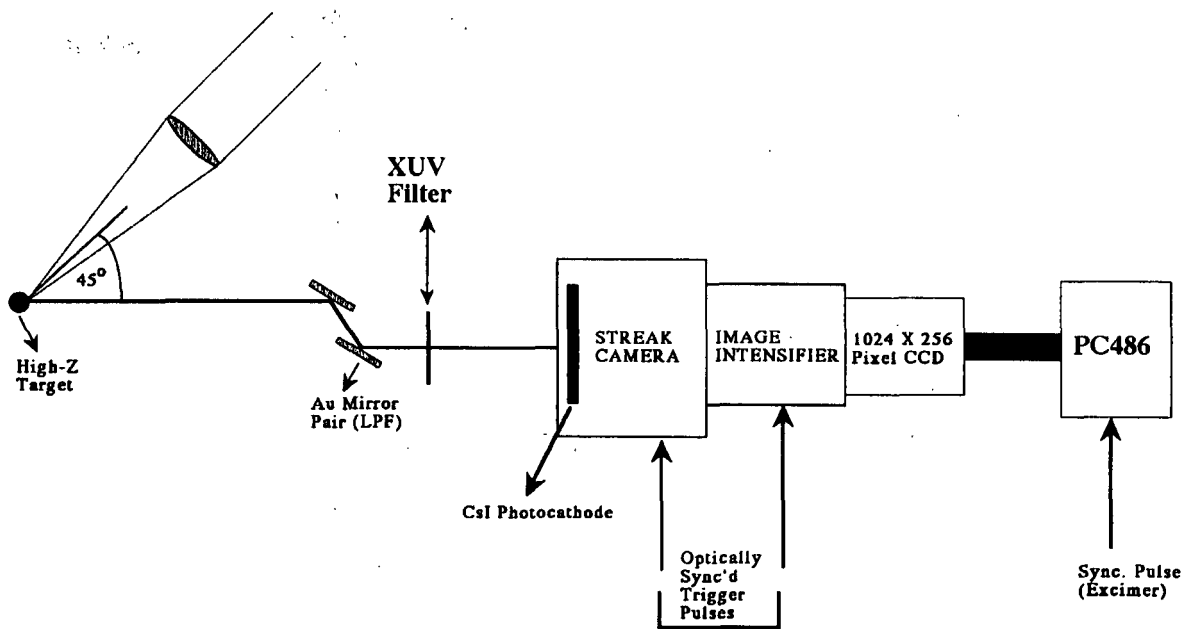 XUV
Filter
45°
High-Z
Target
Au Mirror
Pair (LPF)
STREAK
CAMERA
IMAGE
INTENSIFIER
1024 X 256
Pixel CCD
PC486
CsI Photocathode
Optically
Sync'd
Trigger
Pulses
Sync. Pulse
(Excimer)